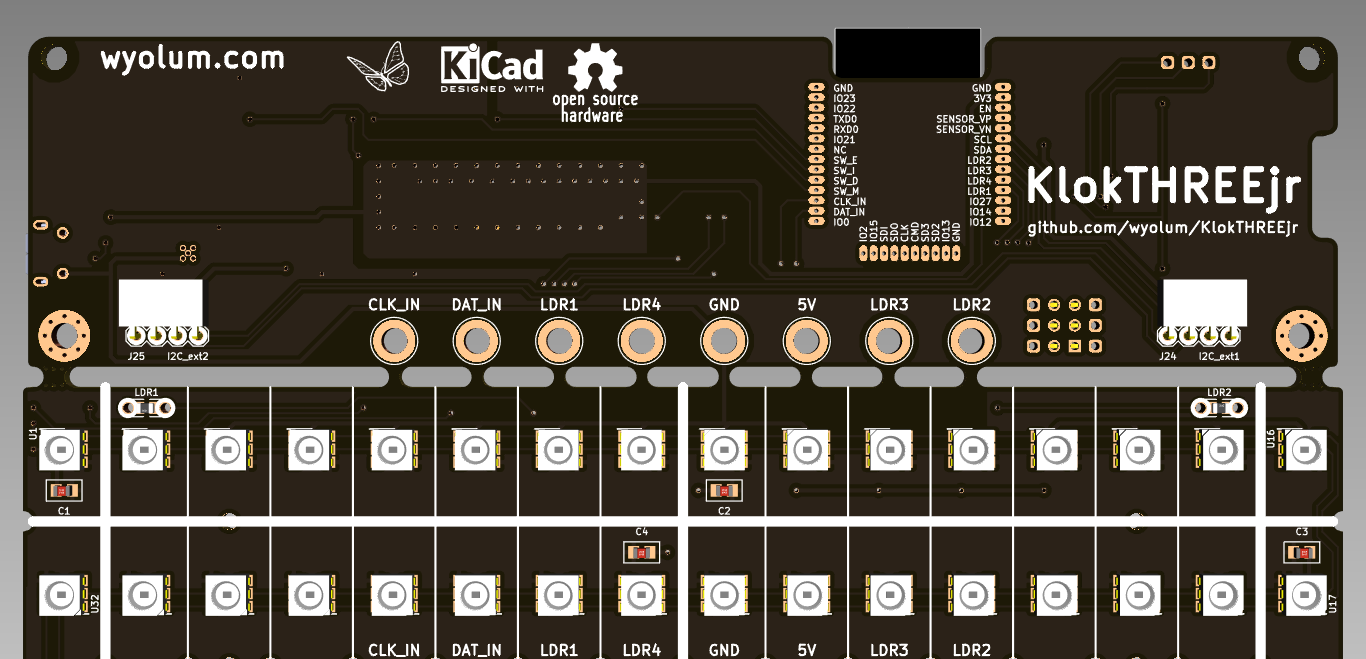 wyolum.com
KiCad
DESIGNED WITH
open source
hardware
GND
IO23
IO22
TXD0
RXD0
IO21
NC
SW_E
SW_I
SW_D
SW_M
CLK_IN
DAT_IN
IO0
GND
3V3
EN
SENSOR_VP
SENSOR_VN
SCL
SDA
LDR2
LDR3
LDR4
LDR1
IO27
IO14
IO12
IO2
IO15
SDI
SD0
CLK
CMD
SD3
SD2
IO13
GND
KlokTHREEjr
github.com/wyolum/KlokTHREEjr
CLK_IN DAT_IN LDR1 LDR4 GND 5V LDR3 LDR2
J25 I2C_ext2
J24 I2C_ext1
LDR1
LDR2
U1
U16
C1
C2
C4
C3
U32
U17
CLK_IN DAT_IN LDR1 LDR4 GND 5V LDR3 LDR2